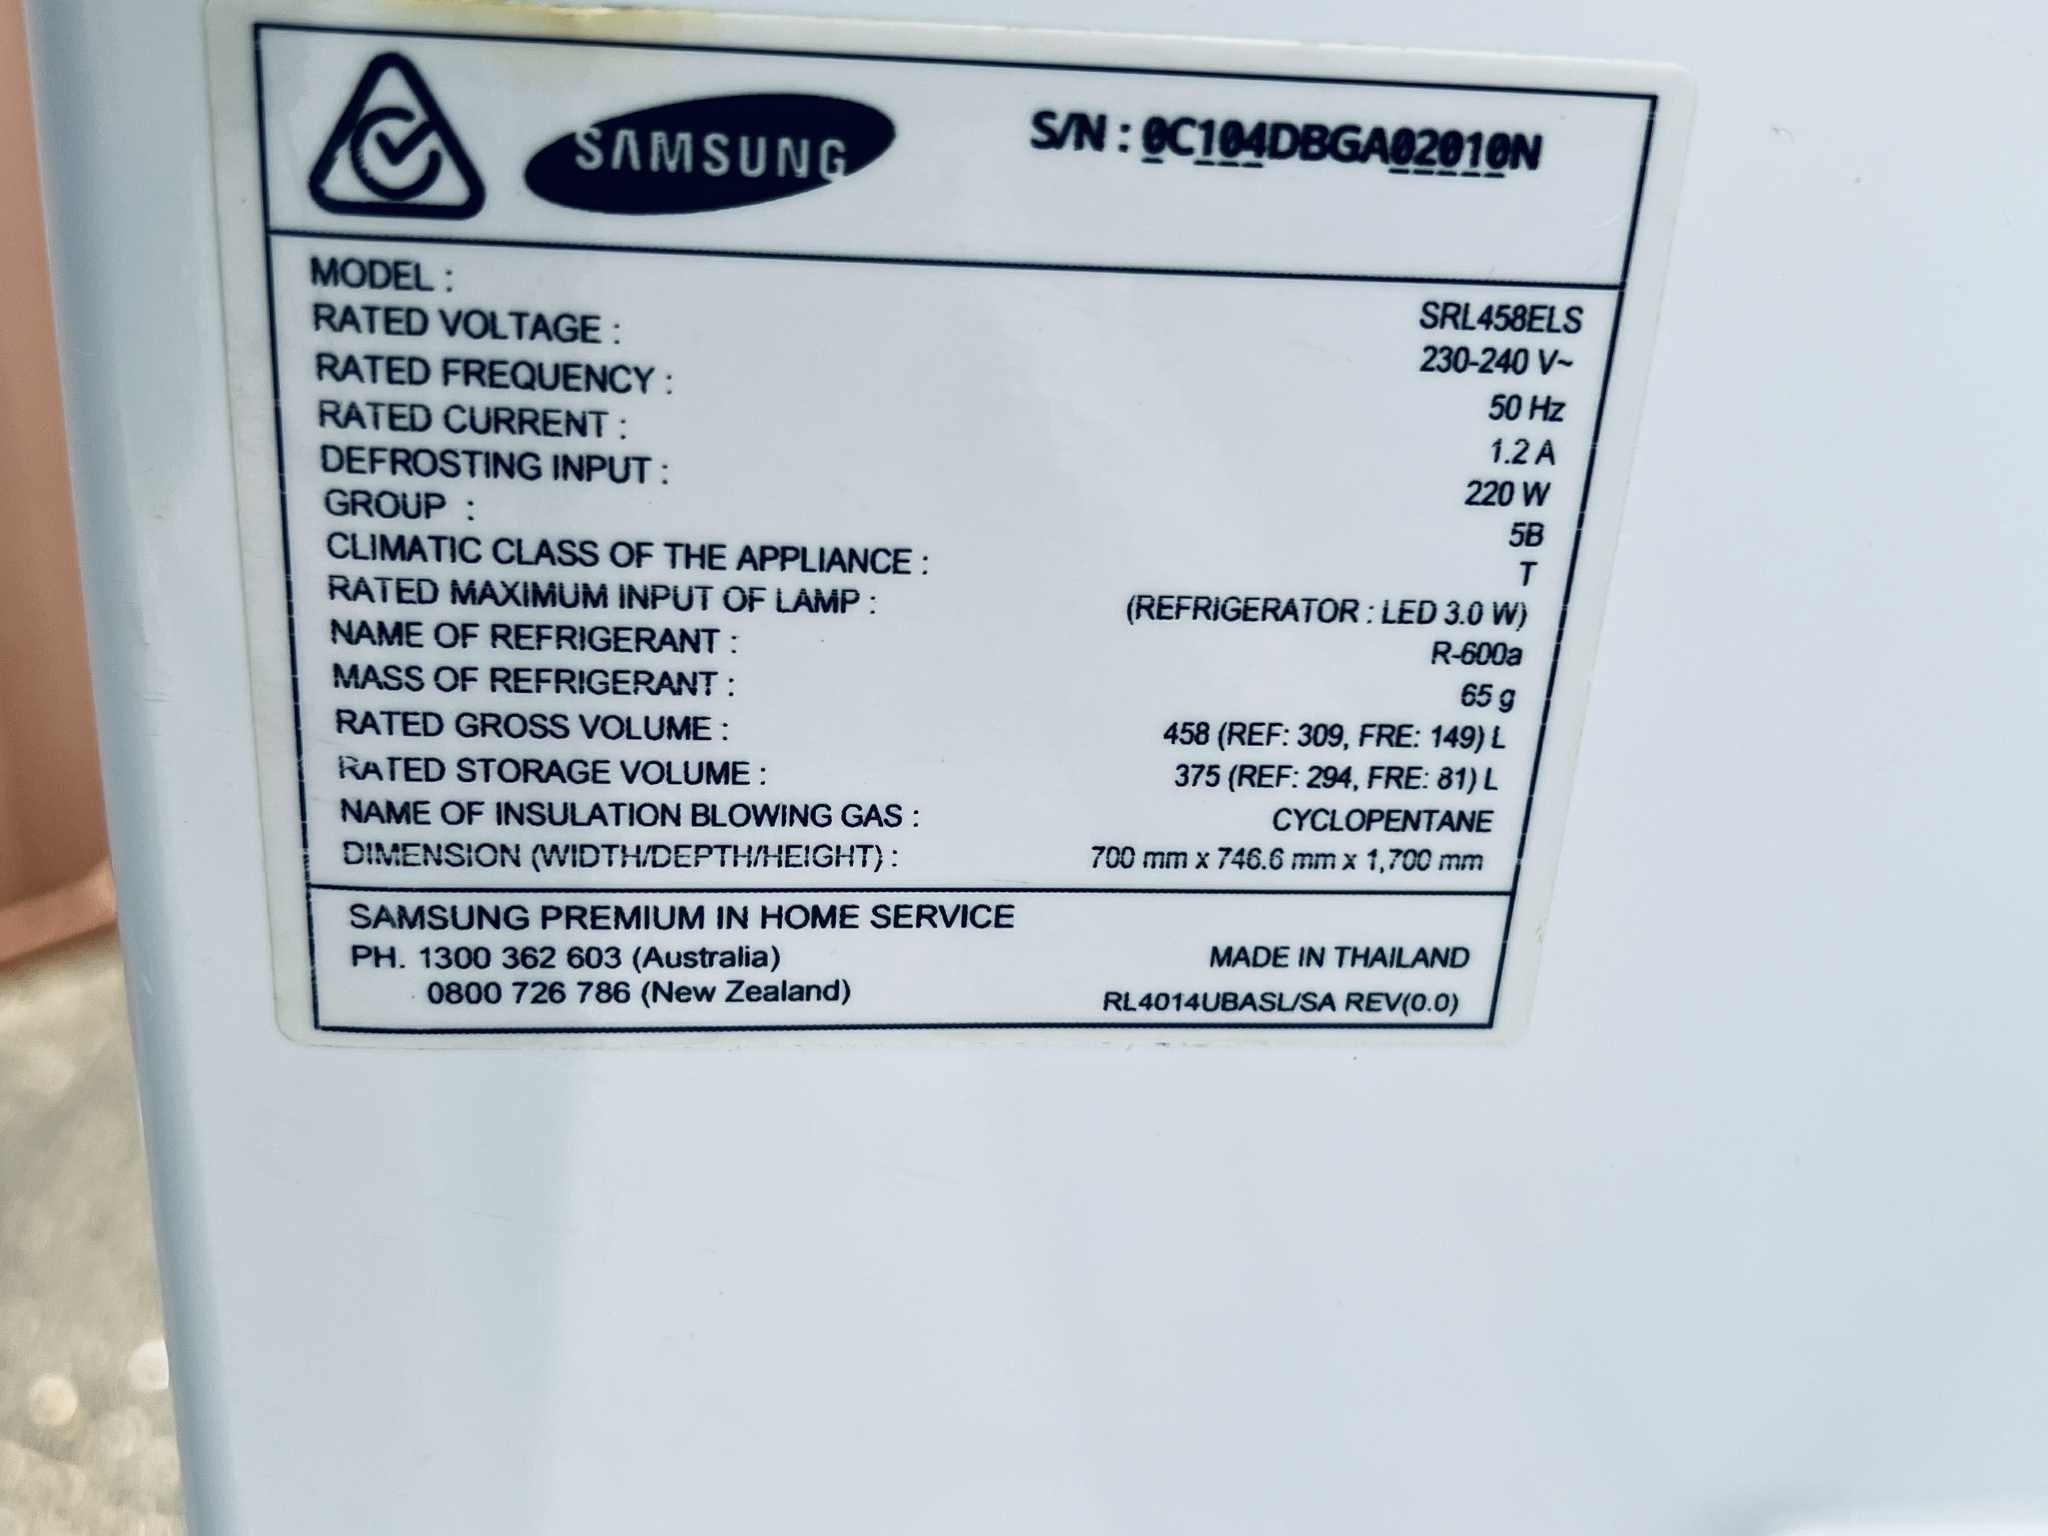 SAMSUNG S/N : 0C104DBGA02010N
MODEL : SRL458ELS
RATED VOLTAGE : 230-240 V~
RATED FREQUENCY : 50 Hz
RATED CURRENT : 1.2 A
DEFROSTING INPUT : 220 W
GROUP : 5B
CLIMATIC CLASS OF THE APPLIANCE : T
RATED MAXIMUM INPUT OF LAMP : (REFRIGERATOR : LED 3.0 W)
NAME OF REFRIGERANT : R-600a
MASS OF REFRIGERANT : 65 g
RATED GROSS VOLUME : 458 (REF: 309, FRE: 149) L
RATED STORAGE VOLUME : 375 (REF: 294, FRE: 81) L
NAME OF INSULATION BLOWING GAS : CYCLOPENTANE
DIMENSION (WIDTH/DEPTH/HEIGHT) : 700 mm x 746.6 mm x 1,700 mm
SAMSUNG PREMIUM IN HOME SERVICE
PH. 1300 362 603 (Australia) MADE IN THAILAND
0800 726 786 (New Zealand) RL4014UBASL/SA REV(0.0)